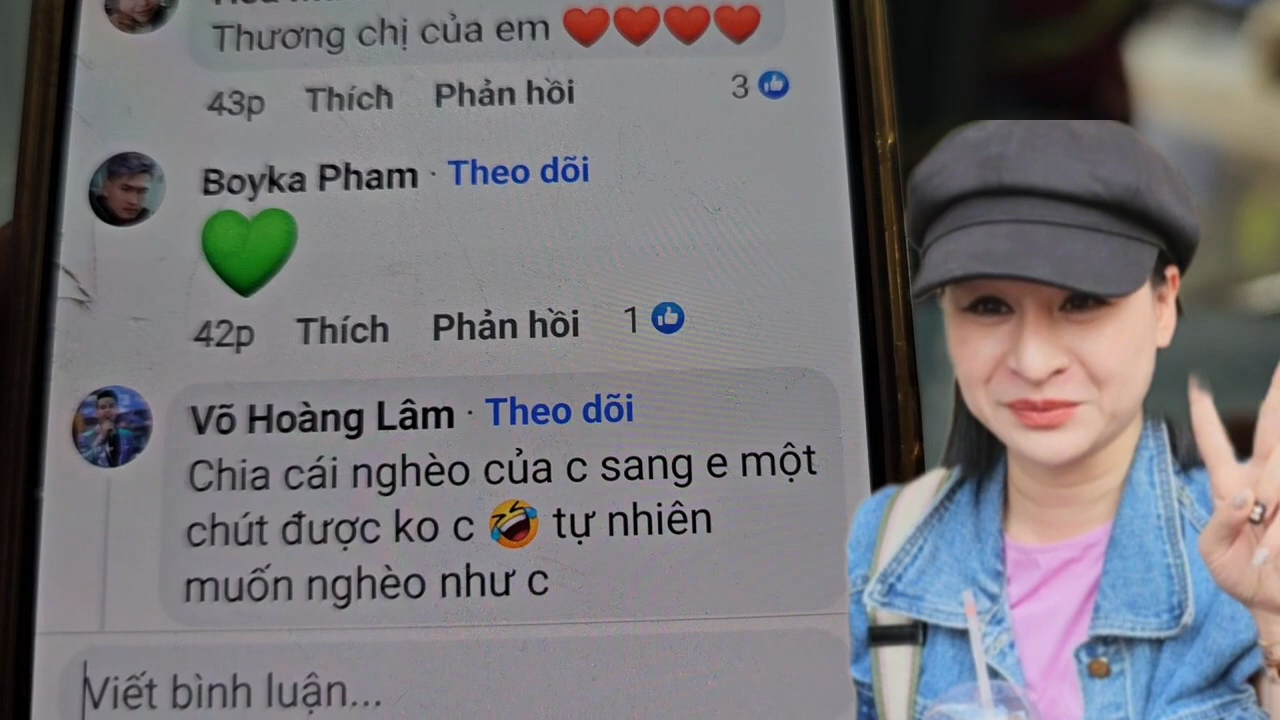 Thương chị của em ❤️❤️❤️❤️
43p Thích Phản hồi 3
Boyka Pham · Theo dõi
💚
42p Thích Phản hồi 1
Võ Hoàng Lâm · Theo dõi
Chia cái nghèo của c sang e một
chút được ko c 🤣 tự nhiên
muốn nghèo như c
Viết bình luận...